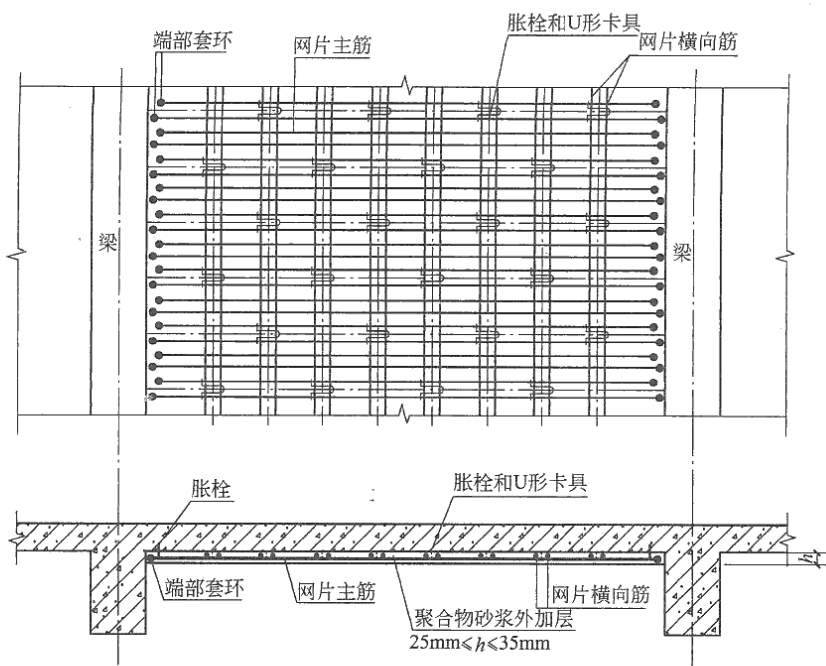 端部套环
网片主筋
胀栓和U形卡具
网片横向筋
梁
梁
胀栓
胀栓和U形卡具
h
端部套环
网片主筋
网片横向筋
聚合物砂浆外加层
25mm≤h≤35mm